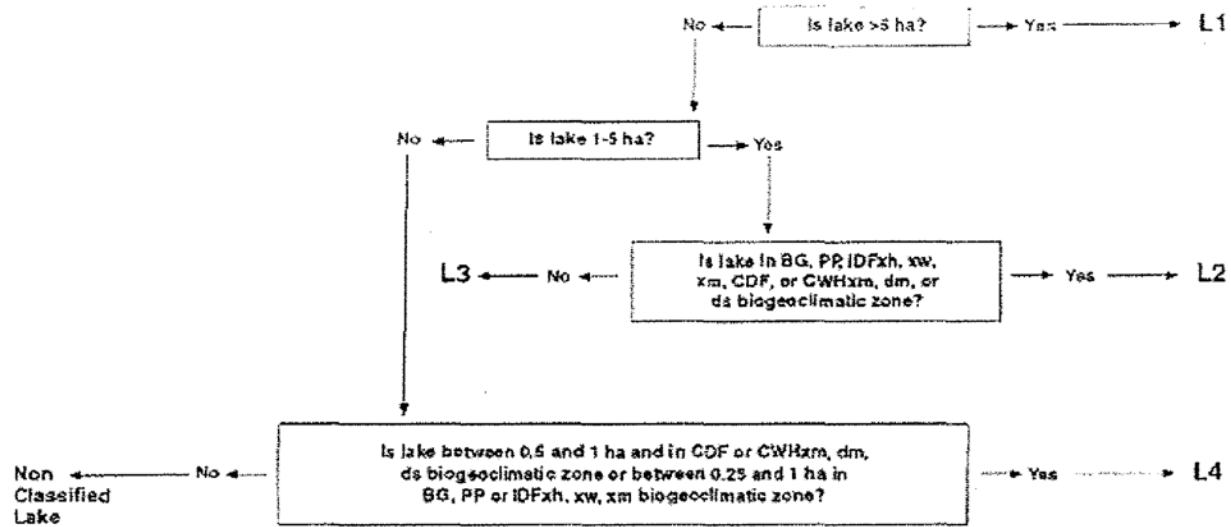 No
Is lake >5 ha?
Yes
L1
No
Is lake 1-5 ha?
Yes
L3
No
Is lake in BG, PP, IDFxh, xw,
xm, CDF, or CWHxm, dm, or
ds biogeoclimatic zone?
Yes
L2
Non
Classified
Lake
No
Is lake between 0.5 and 1 ha and in CDF or CWHxm, dm,
ds biogeoclimatic zone or between 0.25 and 1 ha in
BG, PP or IDFxh, xw, xm biogeoclimatic zone?
Yes
L4